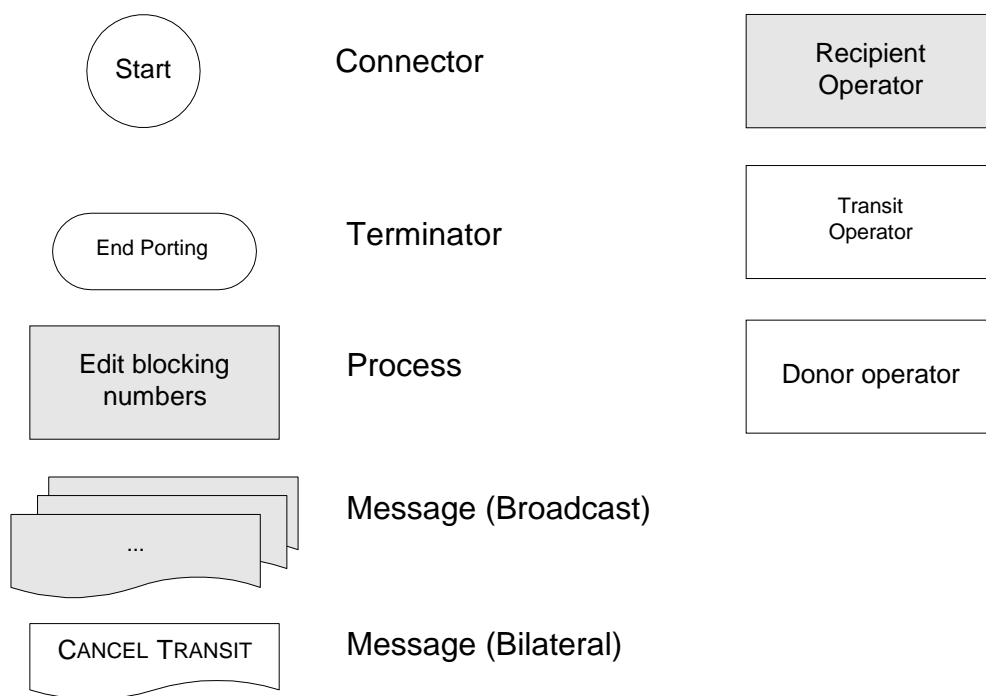 Start
Connector
Recipient
Operator
End Porting
Terminator
Transit
Operator
Edit blocking
numbers
Process
Donor operator
...
Message (Broadcast)
CANCEL TRANSIT
Message (Bilateral)